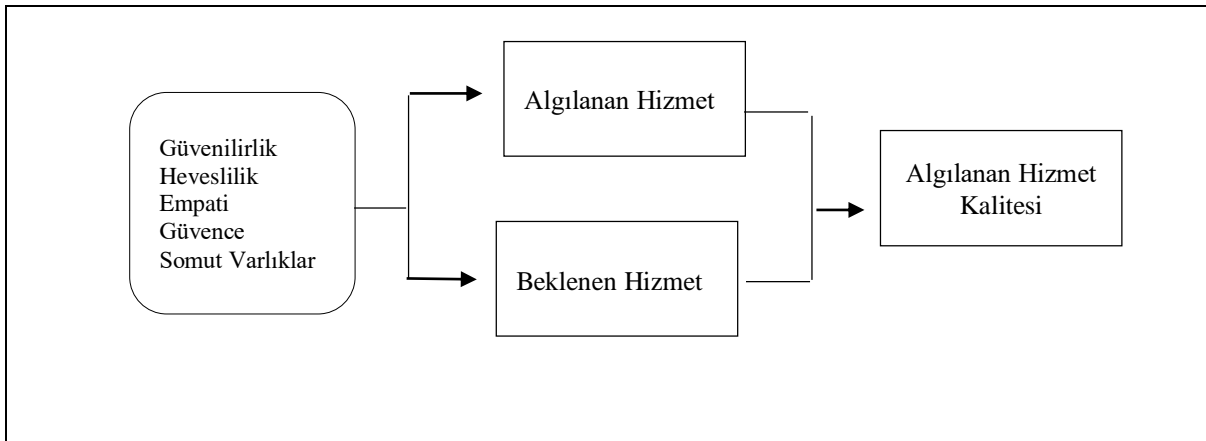 Güvenilirlik
Heveslilik
Empati
Güvence
Somut Varlıklar
Algılanan Hizmet
Beklenen Hizmet
Algılanan Hizmet
Kalitesi